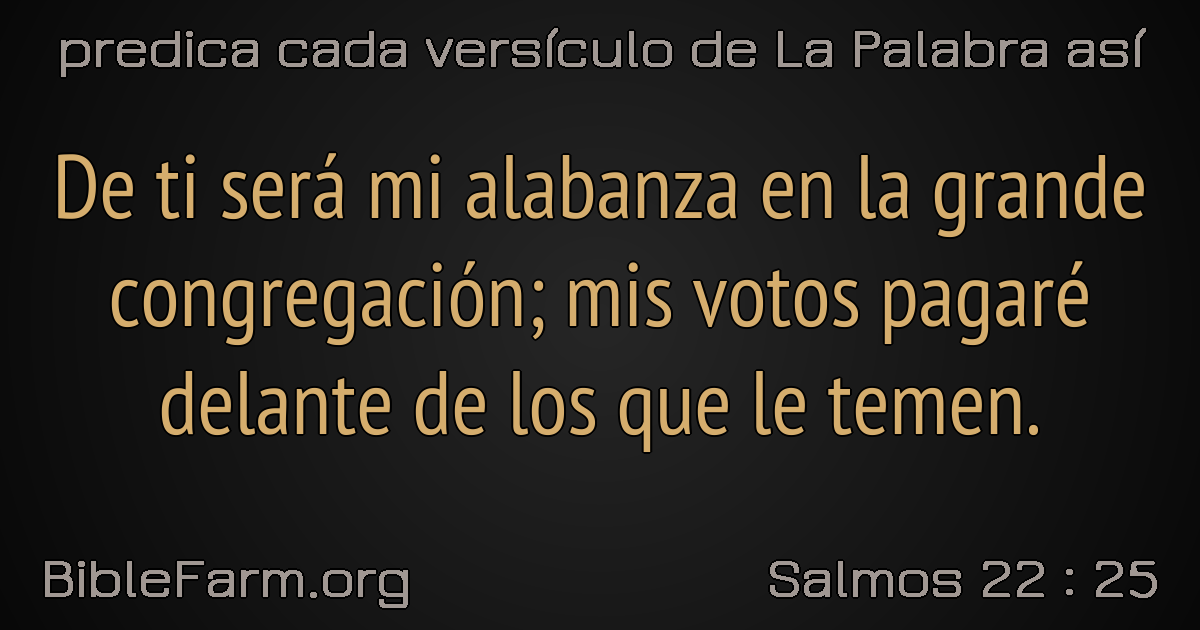 predica cada versículo de La Palabra así
De ti será mi alabanza en la grande
congregación; mis votos pagaré
delante de los que le temen.
BibleFarm.org
Salmos 22 : 25